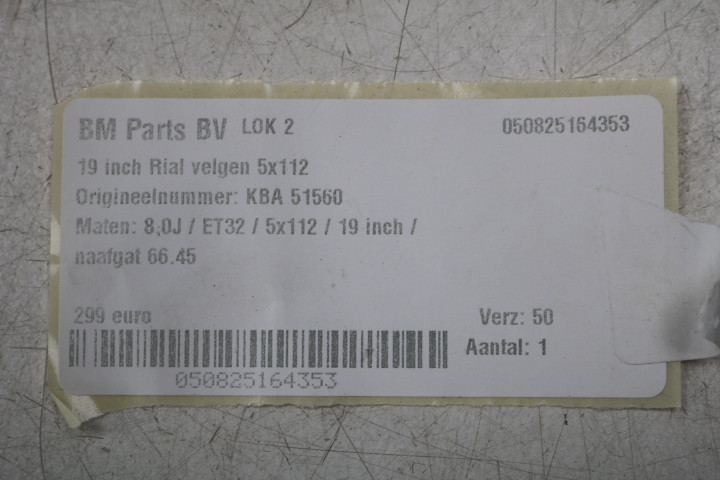 BM Parts BV LOK 2 050825164353
19 inch Rial velgen 5x112
Origineelnummer: KBA 51560
Maten: 8,0J / ET32 / 5x112 / 19 inch /
naafgat 66.45
299 euro Verz: 50
Aantal: 1
050825164353